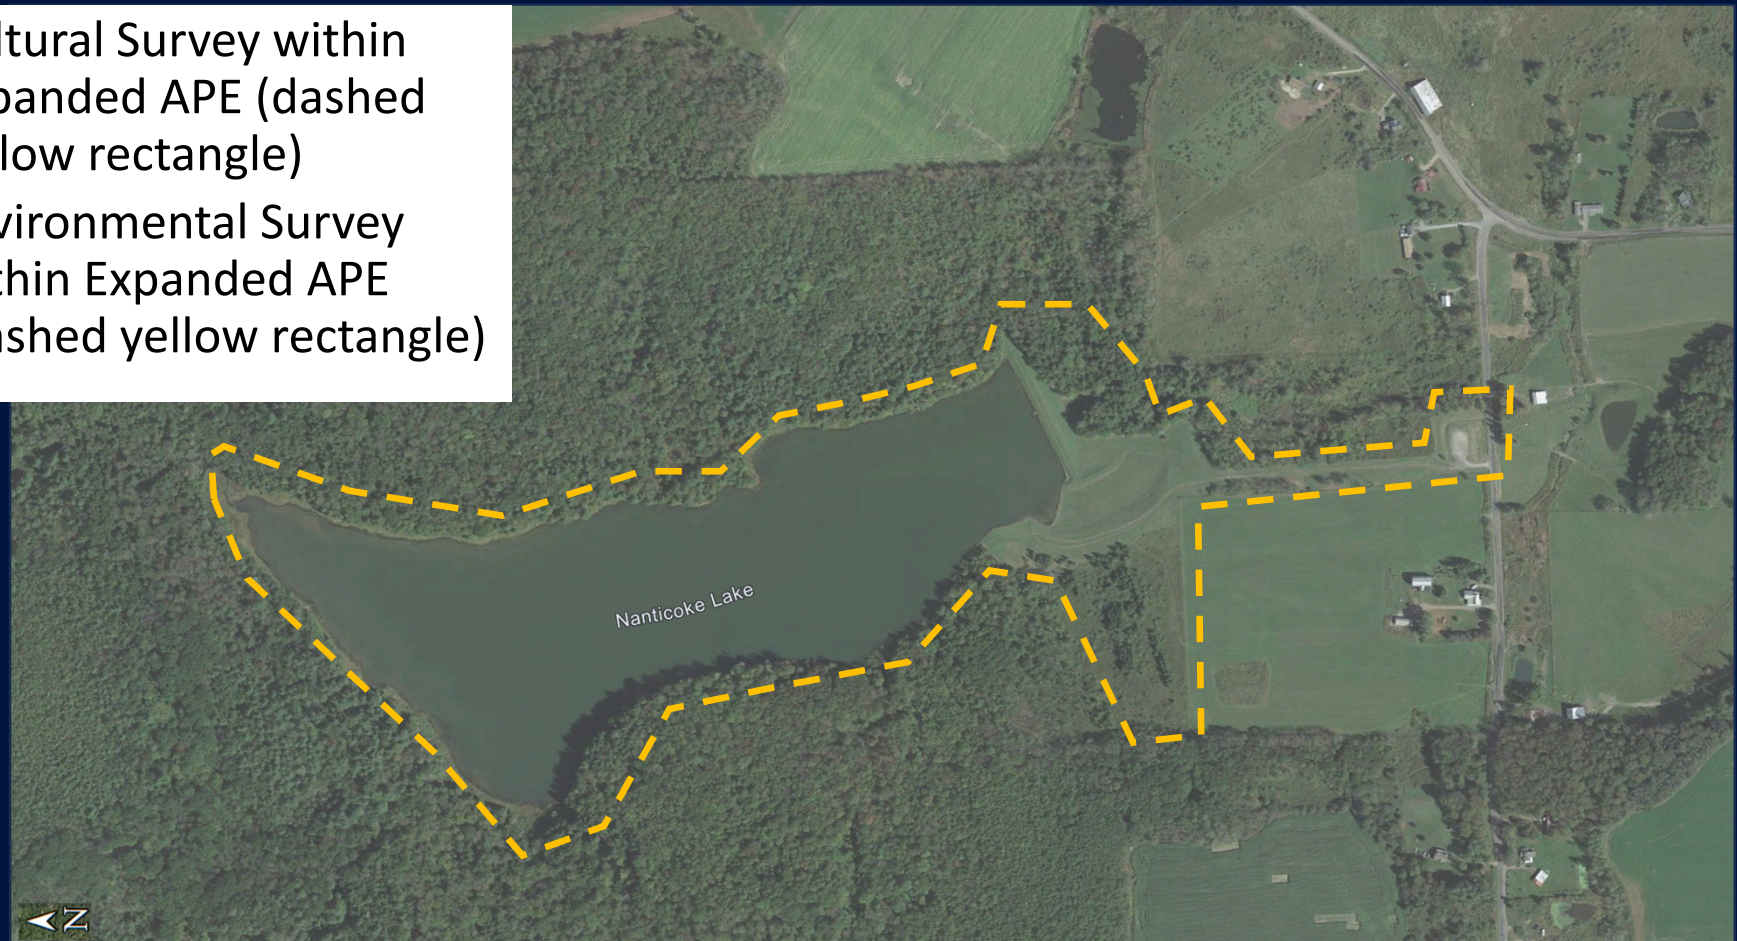 ltural Survey within
panded APE (dashed
low rectangle)
vironmental Survey
thin Expanded APE
shed yellow rectangle)
Nanticoke Lake
N